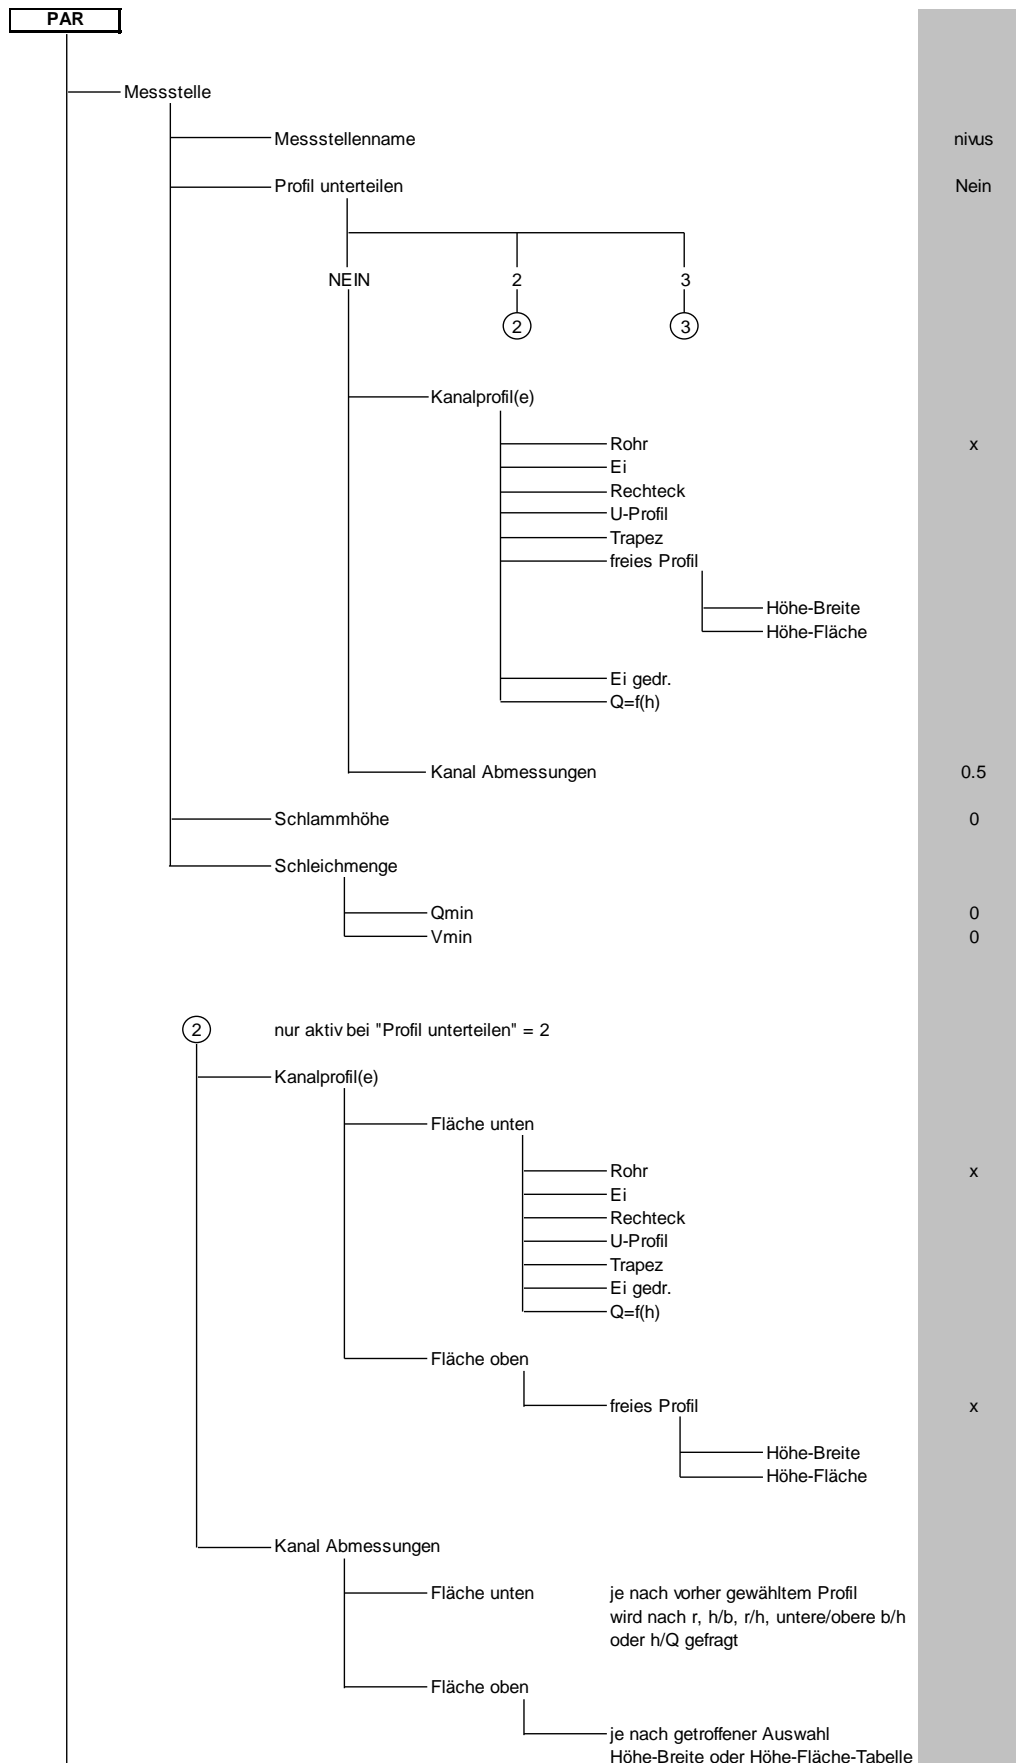 PAR
Messstelle
Messstellenname nivus
Profil unterteilen Nein
NEIN 2 3
2 3
Kanalprofil(e)
Rohr x
Ei
Rechteck
U-Profil
Trapez
freies Profil
Höhe-Breite
Höhe-Fläche
Ei gedr.
Q=f(h)
Kanal Abmessungen 0.5
Schlammhöhe 0
Schleichmenge
Qmin 0
Vmin 0
2 nur aktiv bei "Profil unterteilen" = 2
Kanalprofil(e)
Fläche unten
Rohr x
Ei
Rechteck
U-Profil
Trapez
Ei gedr.
Q=f(h)
Fläche oben
freies Profil x
Höhe-Breite
Höhe-Fläche
Kanal Abmessungen
Fläche unten je nach vorher gewähltem Profil
wird nach r, h/b, r/h, untere/obere b/h
oder h/Q gefragt
Fläche oben
je nach getroffener Auswahl
Höhe-Breite oder Höhe-Fläche-Tabelle